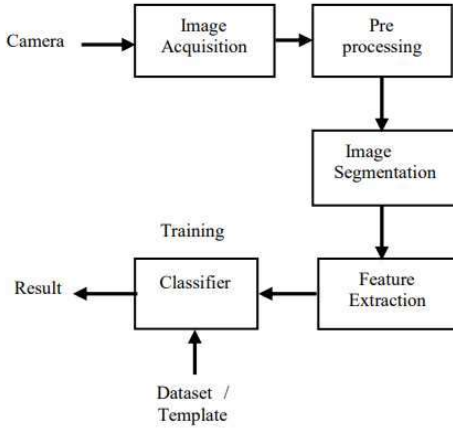 Camera
Image
Acquisition
Pre
processing
Image
Segmentation
Training
Result
Classifier
Feature
Extraction
Dataset /
Template